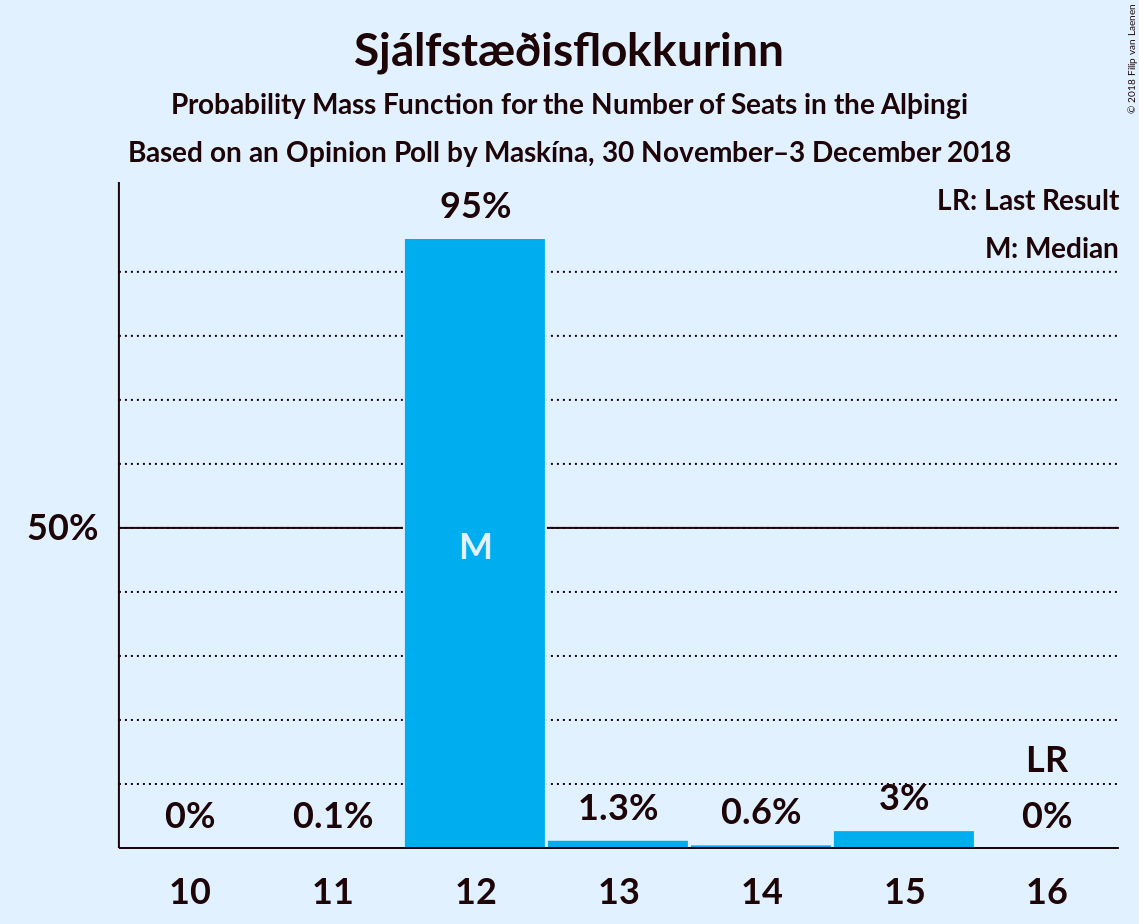 Sjálfstæðisflokkurinn
Probability Mass Function for the Number of Seats in the Alþingi
Based on an Opinion Poll by Maskína, 30 November–3 December 2018
© 2018 Filip van Laenen
LR: Last Result
M: Median
95%
50%
M
LR
0%
0.1%
1.3%
0.6%
3%
0%
10
11
12
13
14
15
16